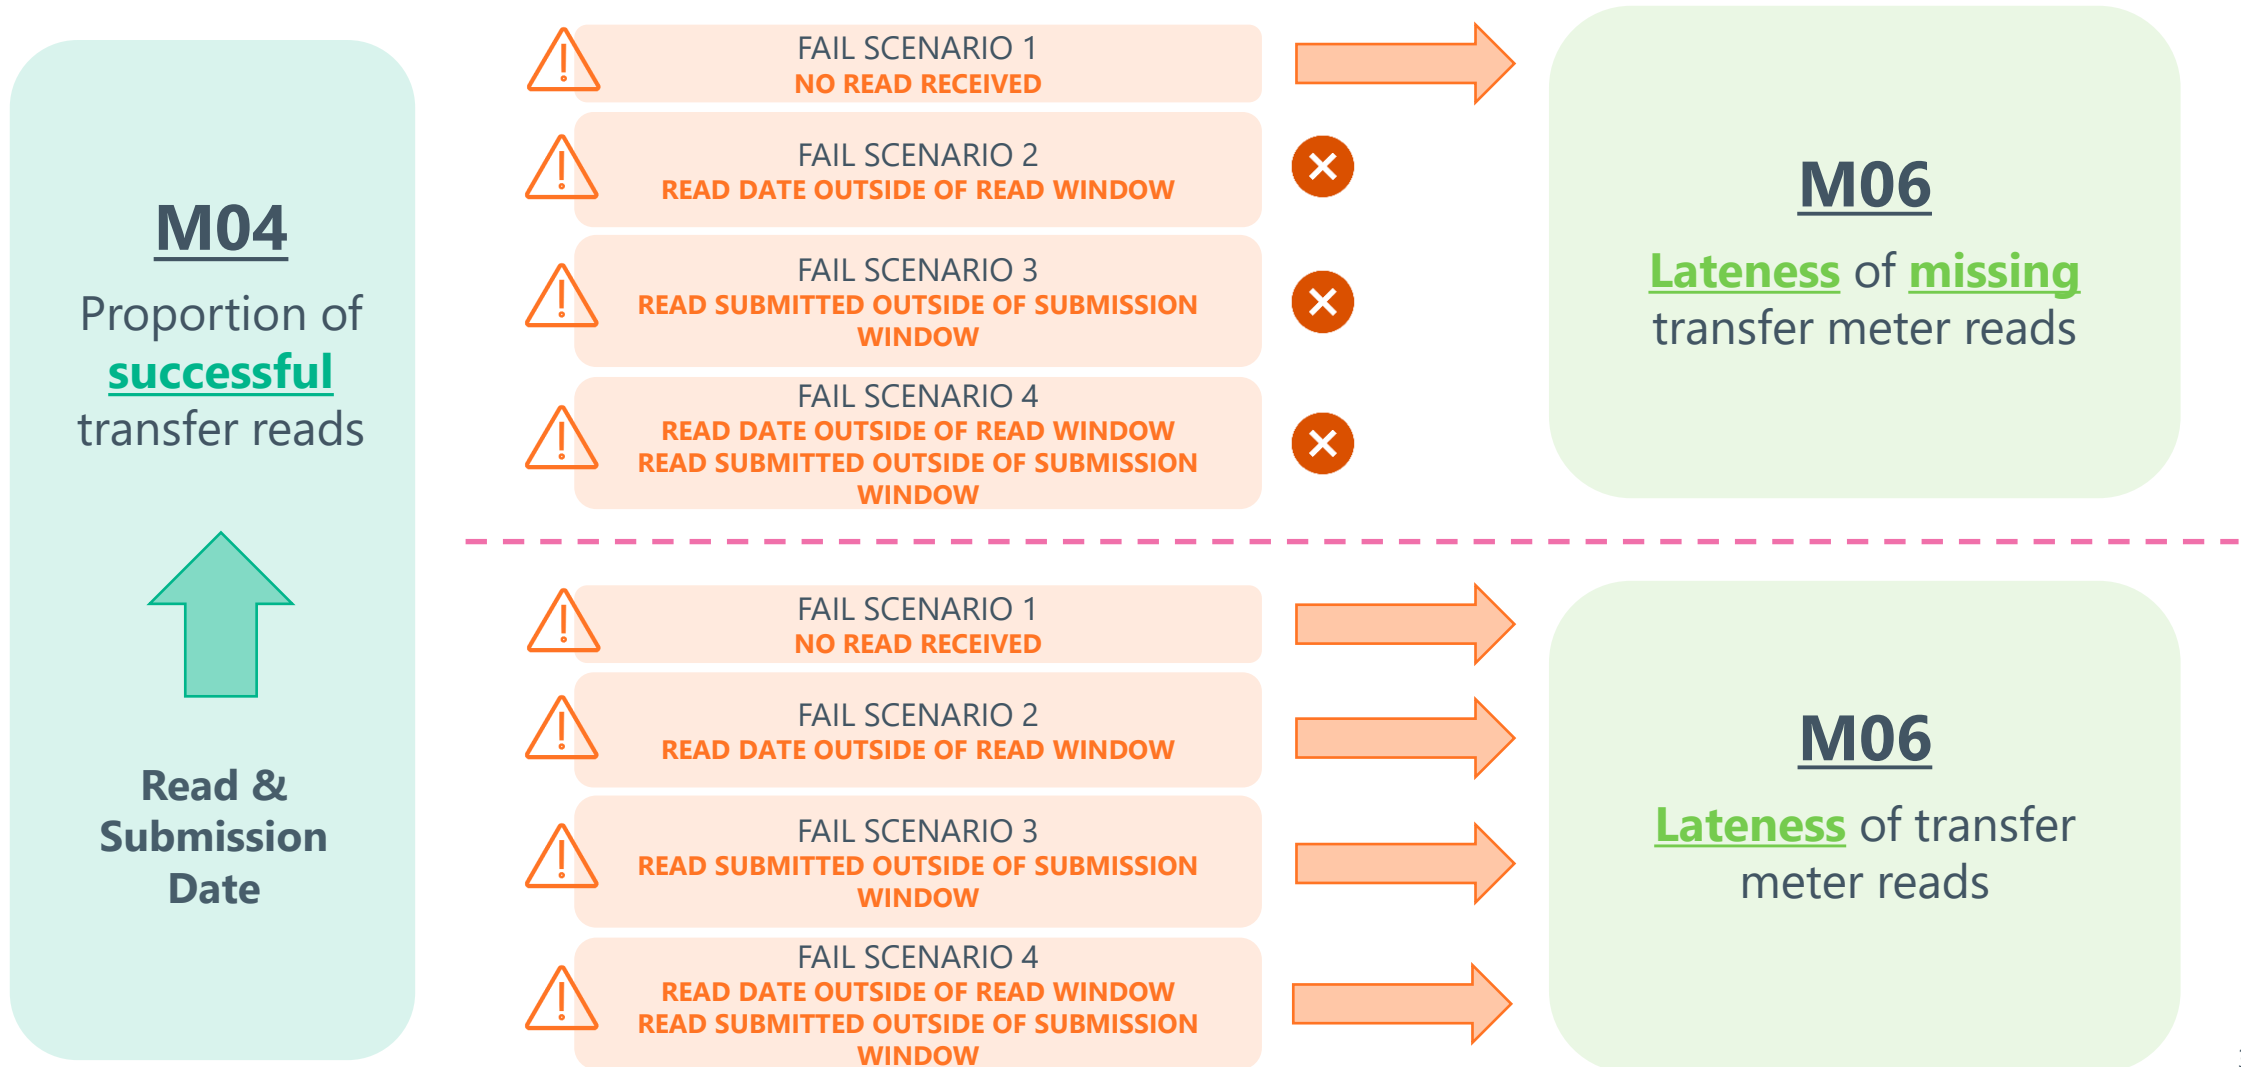 M04
Proportion of
successful
transfer reads
Read &
Submission
Date
FAIL SCENARIO 1
NO READ RECEIVED
FAIL SCENARIO 2
READ DATE OUTSIDE OF READ WINDOW
FAIL SCENARIO 3
READ SUBMITTED OUTSIDE OF SUBMISSION
WINDOW
FAIL SCENARIO 4
READ DATE OUTSIDE OF READ WINDOW
READ SUBMITTED OUTSIDE OF SUBMISSION
WINDOW
M06
Lateness of missing
transfer meter reads
FAIL SCENARIO 1
NO READ RECEIVED
FAIL SCENARIO 2
READ DATE OUTSIDE OF READ WINDOW
FAIL SCENARIO 3
READ SUBMITTED OUTSIDE OF SUBMISSION
WINDOW
FAIL SCENARIO 4
READ DATE OUTSIDE OF READ WINDOW
READ SUBMITTED OUTSIDE OF SUBMISSION
WINDOW
M06
Lateness of transfer
meter reads